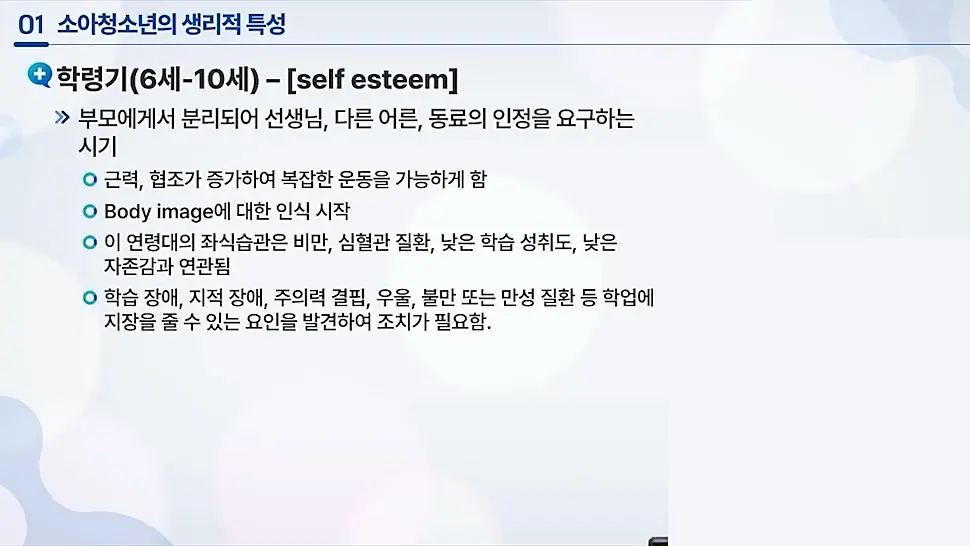 01 소아청소년의 생리적 특성
학령기(6세-10세) – [self esteem]
부모에게서 분리되어 선생님, 다른 어른, 동료의 인정을 요구하는
시기
근력, 협조가 증가하여 복잡한 운동을 가능하게 함
Body image에 대한 인식 시작
이 연령대의 좌식습관은 비만, 심혈관 질환, 낮은 학습 성취도, 낮은
자존감과 연관됨
학습 장애, 지적 장애, 주의력 결핍, 우울, 불만 또는 만성 질환 등 학업에
지장을 줄 수 있는 요인을 발견하여 조치가 필요함.